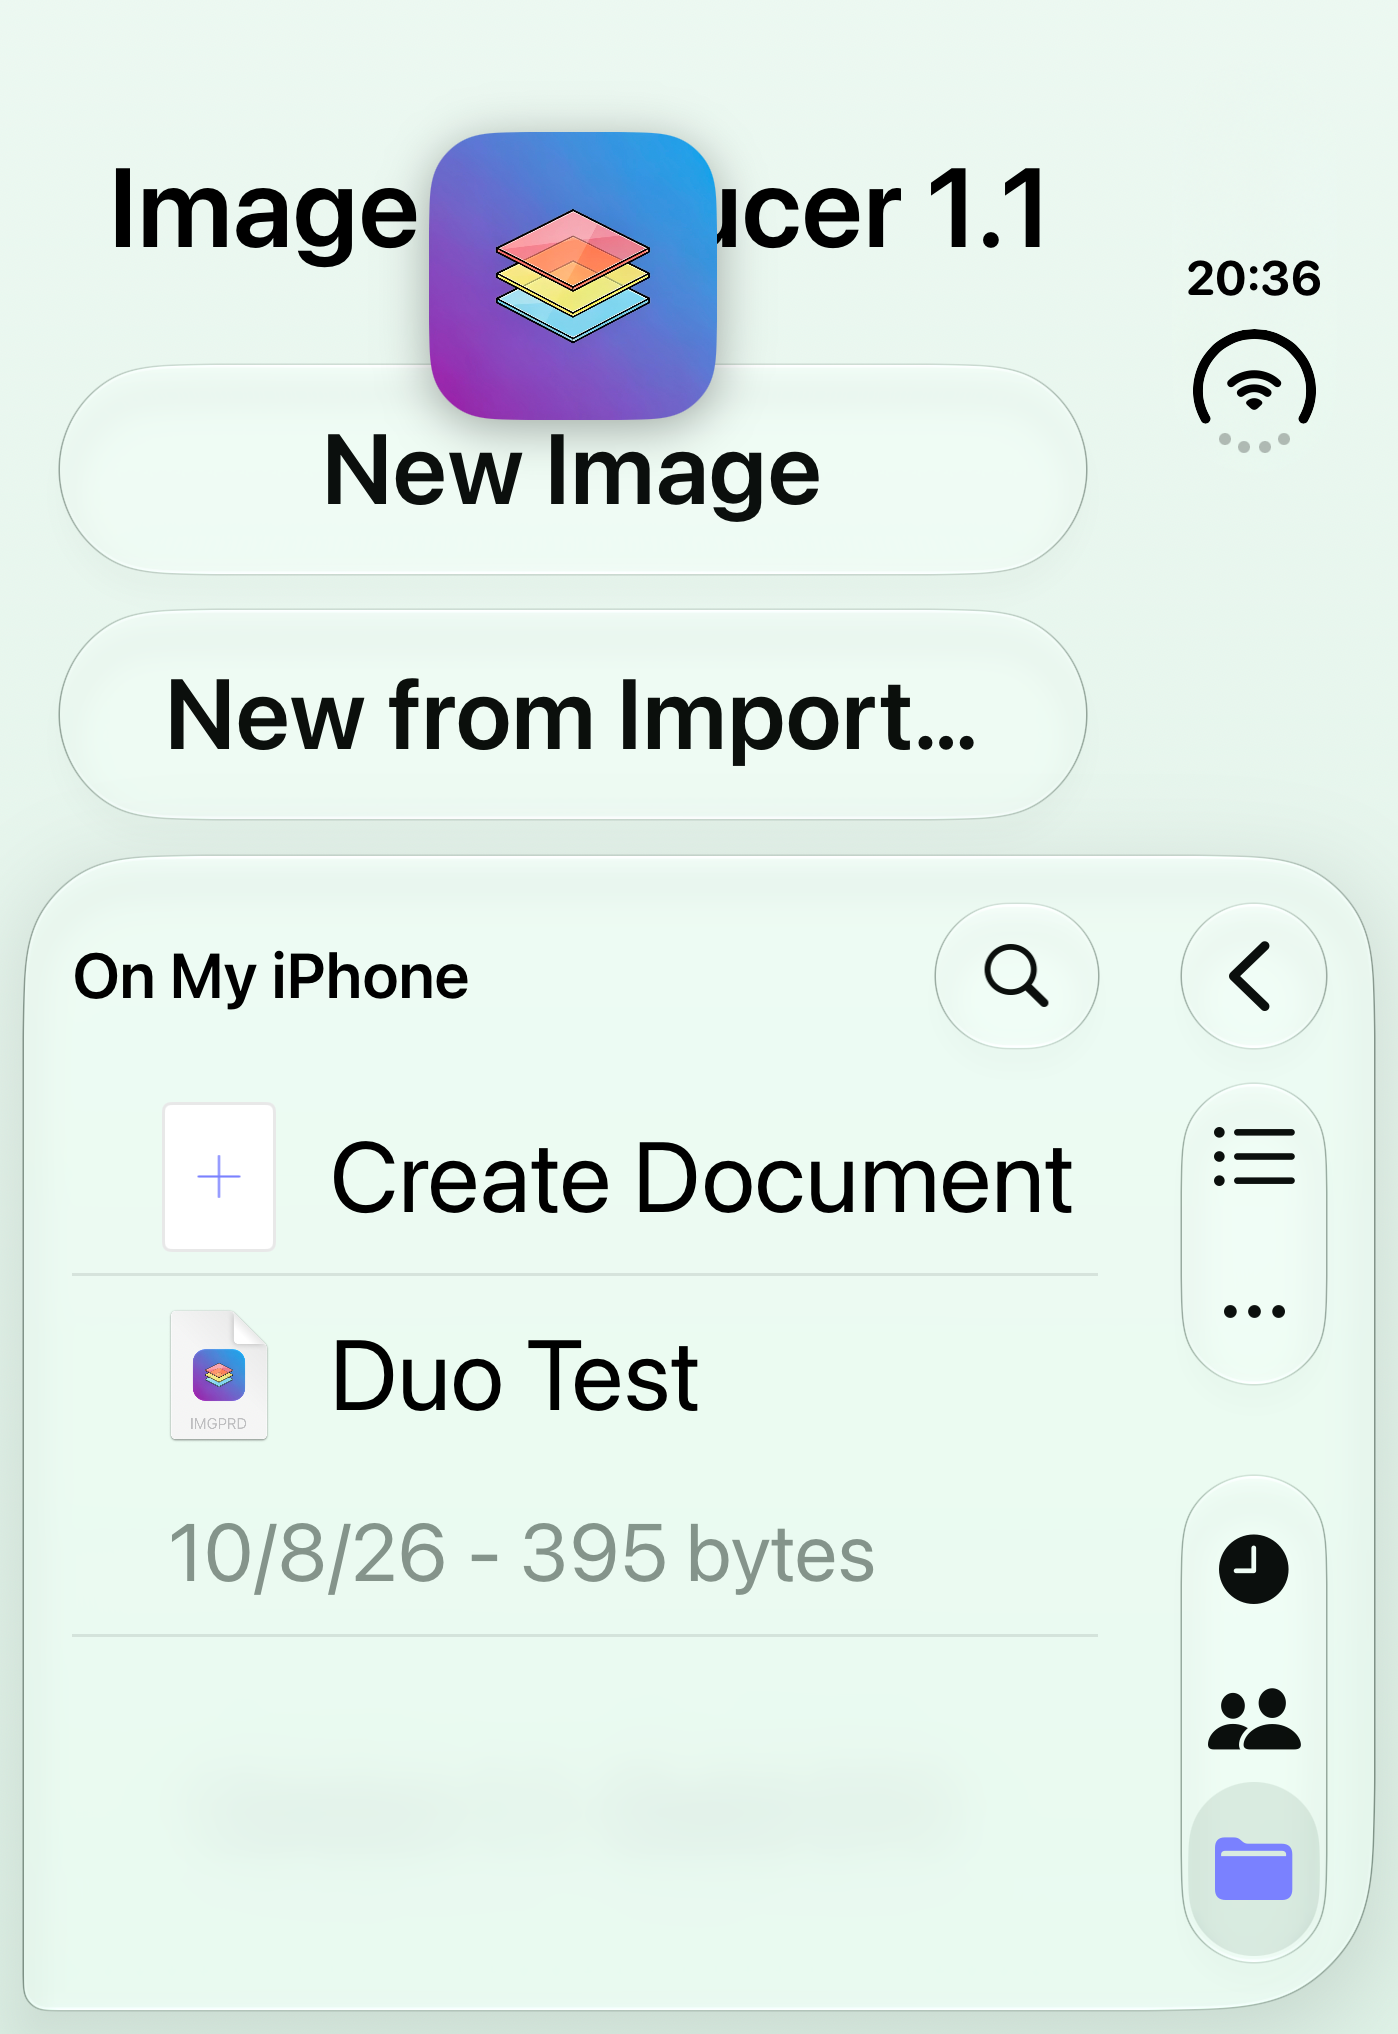 Image ucer 1.1
20:36
New Image
New from Import...
On My iPhone
Create Document
Duo Test
IMGPRD
10/8/26 - 395 bytes